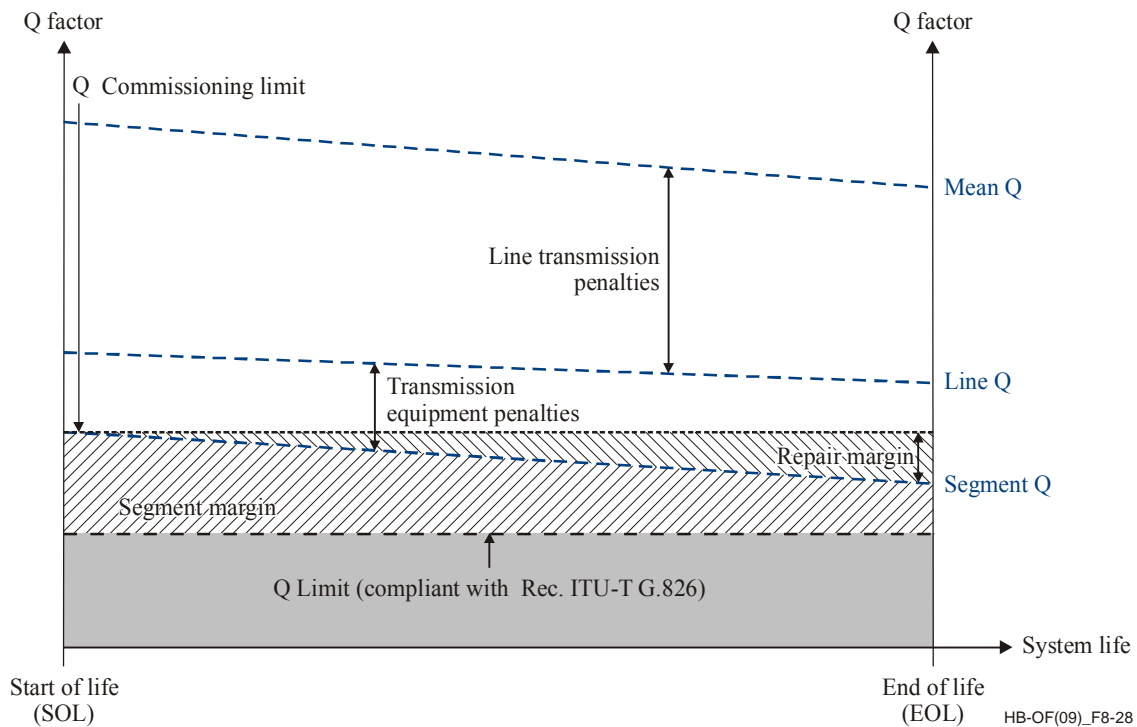 Q factor
Q factor
Q Commissioning limit
Mean Q
Line transmission
penalties
Line Q
Transmission
equipment penalties
Repair margin
Segment Q
Segment margin
Q Limit (compliant with Rec. ITU-T G.826)
System life
Start of life
(SOL)
End of life
(EOL)
HB-OF(09)_F8-28